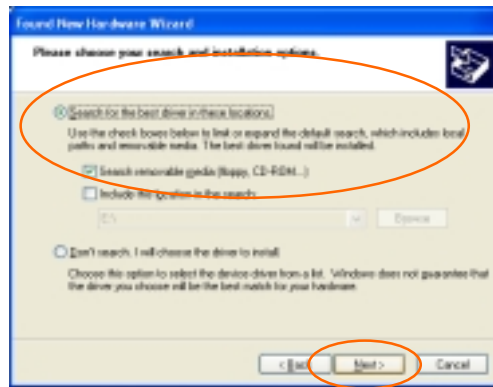 Found New Hardware Wizard
Please choose your search and installation options.
Search for the best driver in these locations.
Use the check boxes below to limit or expand the default search, which includes local
paths and removable media. The best driver found will be installed.
Search removable media (floppy, CD-ROM...)
Include this location in the search:
E:\
Browse
Don't search. I will choose the driver to install.
Choose this option to select the device driver from a list. Windows does not guarantee that
the driver you choose will be the best match for your hardware.
< Back
Next >
Cancel